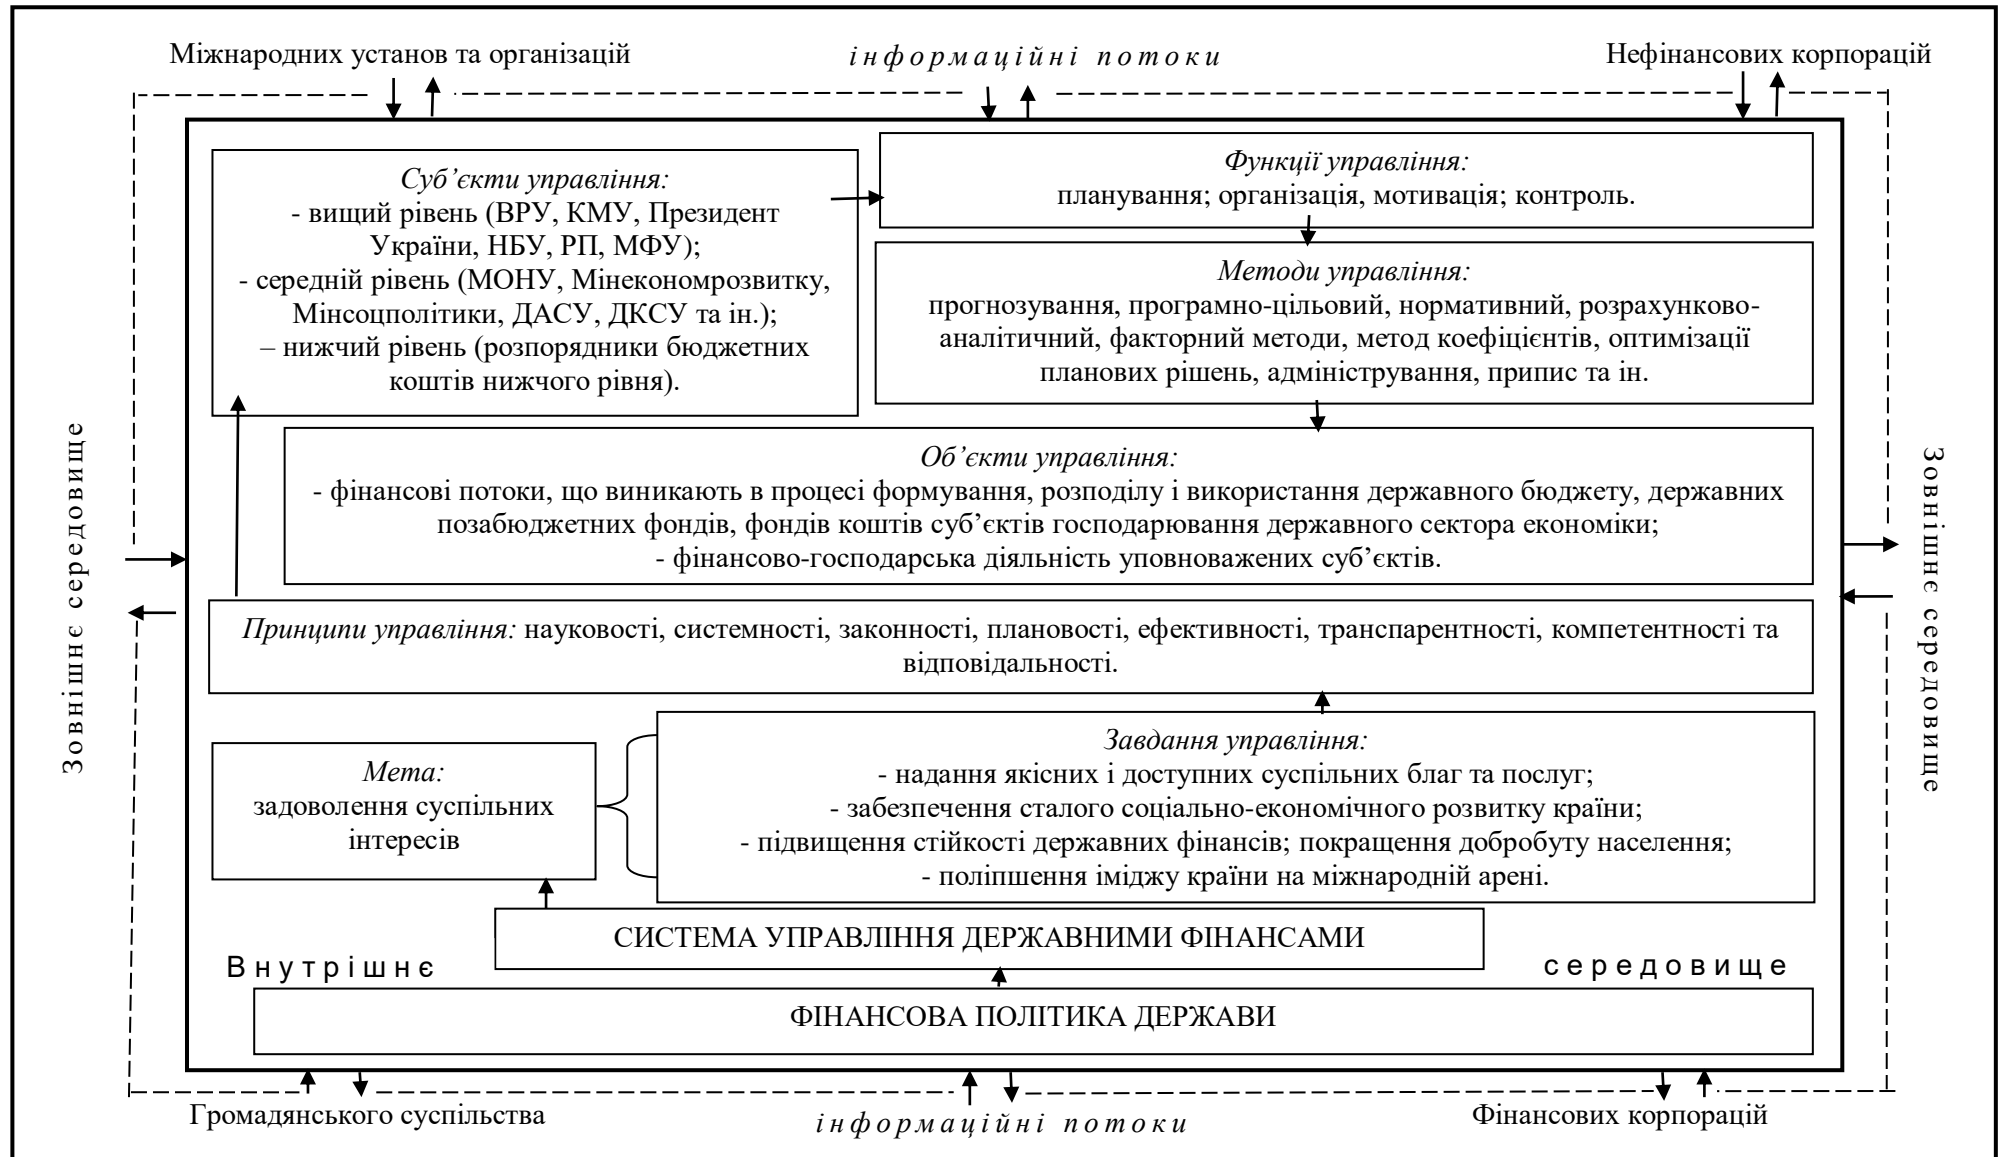 Міжнародних установ та організацій
інформаційні потоки
Нефінансових корпорацій
Суб’єкти управління:
- вищий рівень (ВРУ, КМУ, Президент
України, НБУ, РП, МФУ);
- середній рівень (МОНУ, Мінекономрозвитку,
Мінсоцполітики, ДАСУ, ДКСУ та ін.);
– нижчий рівень (розпорядники бюджетних
коштів нижчого рівня).
Функції управління:
планування; організація, мотивація; контроль.
Методи управління:
прогнозування, програмно-цільовий, нормативний, розрахунково-
аналітичний, факторний методи, метод коефіцієнтів, оптимізації
планових рішень, адміністрування, припис та ін.
Зовнішнє середовище
Об’єкти управління:
- фінансові потоки, що виникають в процесі формування, розподілу і використання державного бюджету, державних
позабюджетних фондів, фондів коштів суб’єктів господарювання державного сектора економіки;
- фінансово-господарська діяльність уповноважених суб’єктів.
Зовнішнє середовище
Принципи управління: науковості, системності, законності, плановості, ефективності, транспарентності, компетентності та
відповідальності.
Мета:
задоволення суспільних
інтересів
Завдання управління:
- надання якісних і доступних суспільних благ та послуг;
- забезпечення сталого соціально-економічного розвитку країни;
- підвищення стійкості державних фінансів; покращення добробуту населення;
- поліпшення іміджу країни на міжнародній арені.
СИСТЕМА УПРАВЛІННЯ ДЕРЖАВНИМИ ФІНАНСАМИ
Внутрішнє
середовище
ФІНАНСОВА ПОЛІТИКА ДЕРЖАВИ
Громадянського суспільства
інформаційні потоки
Фінансових корпорацій